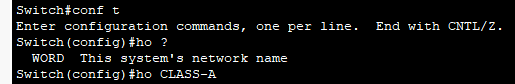 Switch#conf t
Enter configuration commands, one per line.  End with CNTL/Z.
Switch(config)#ho ?
  WORD  This system's network name
Switch(config)#ho CLASS-A